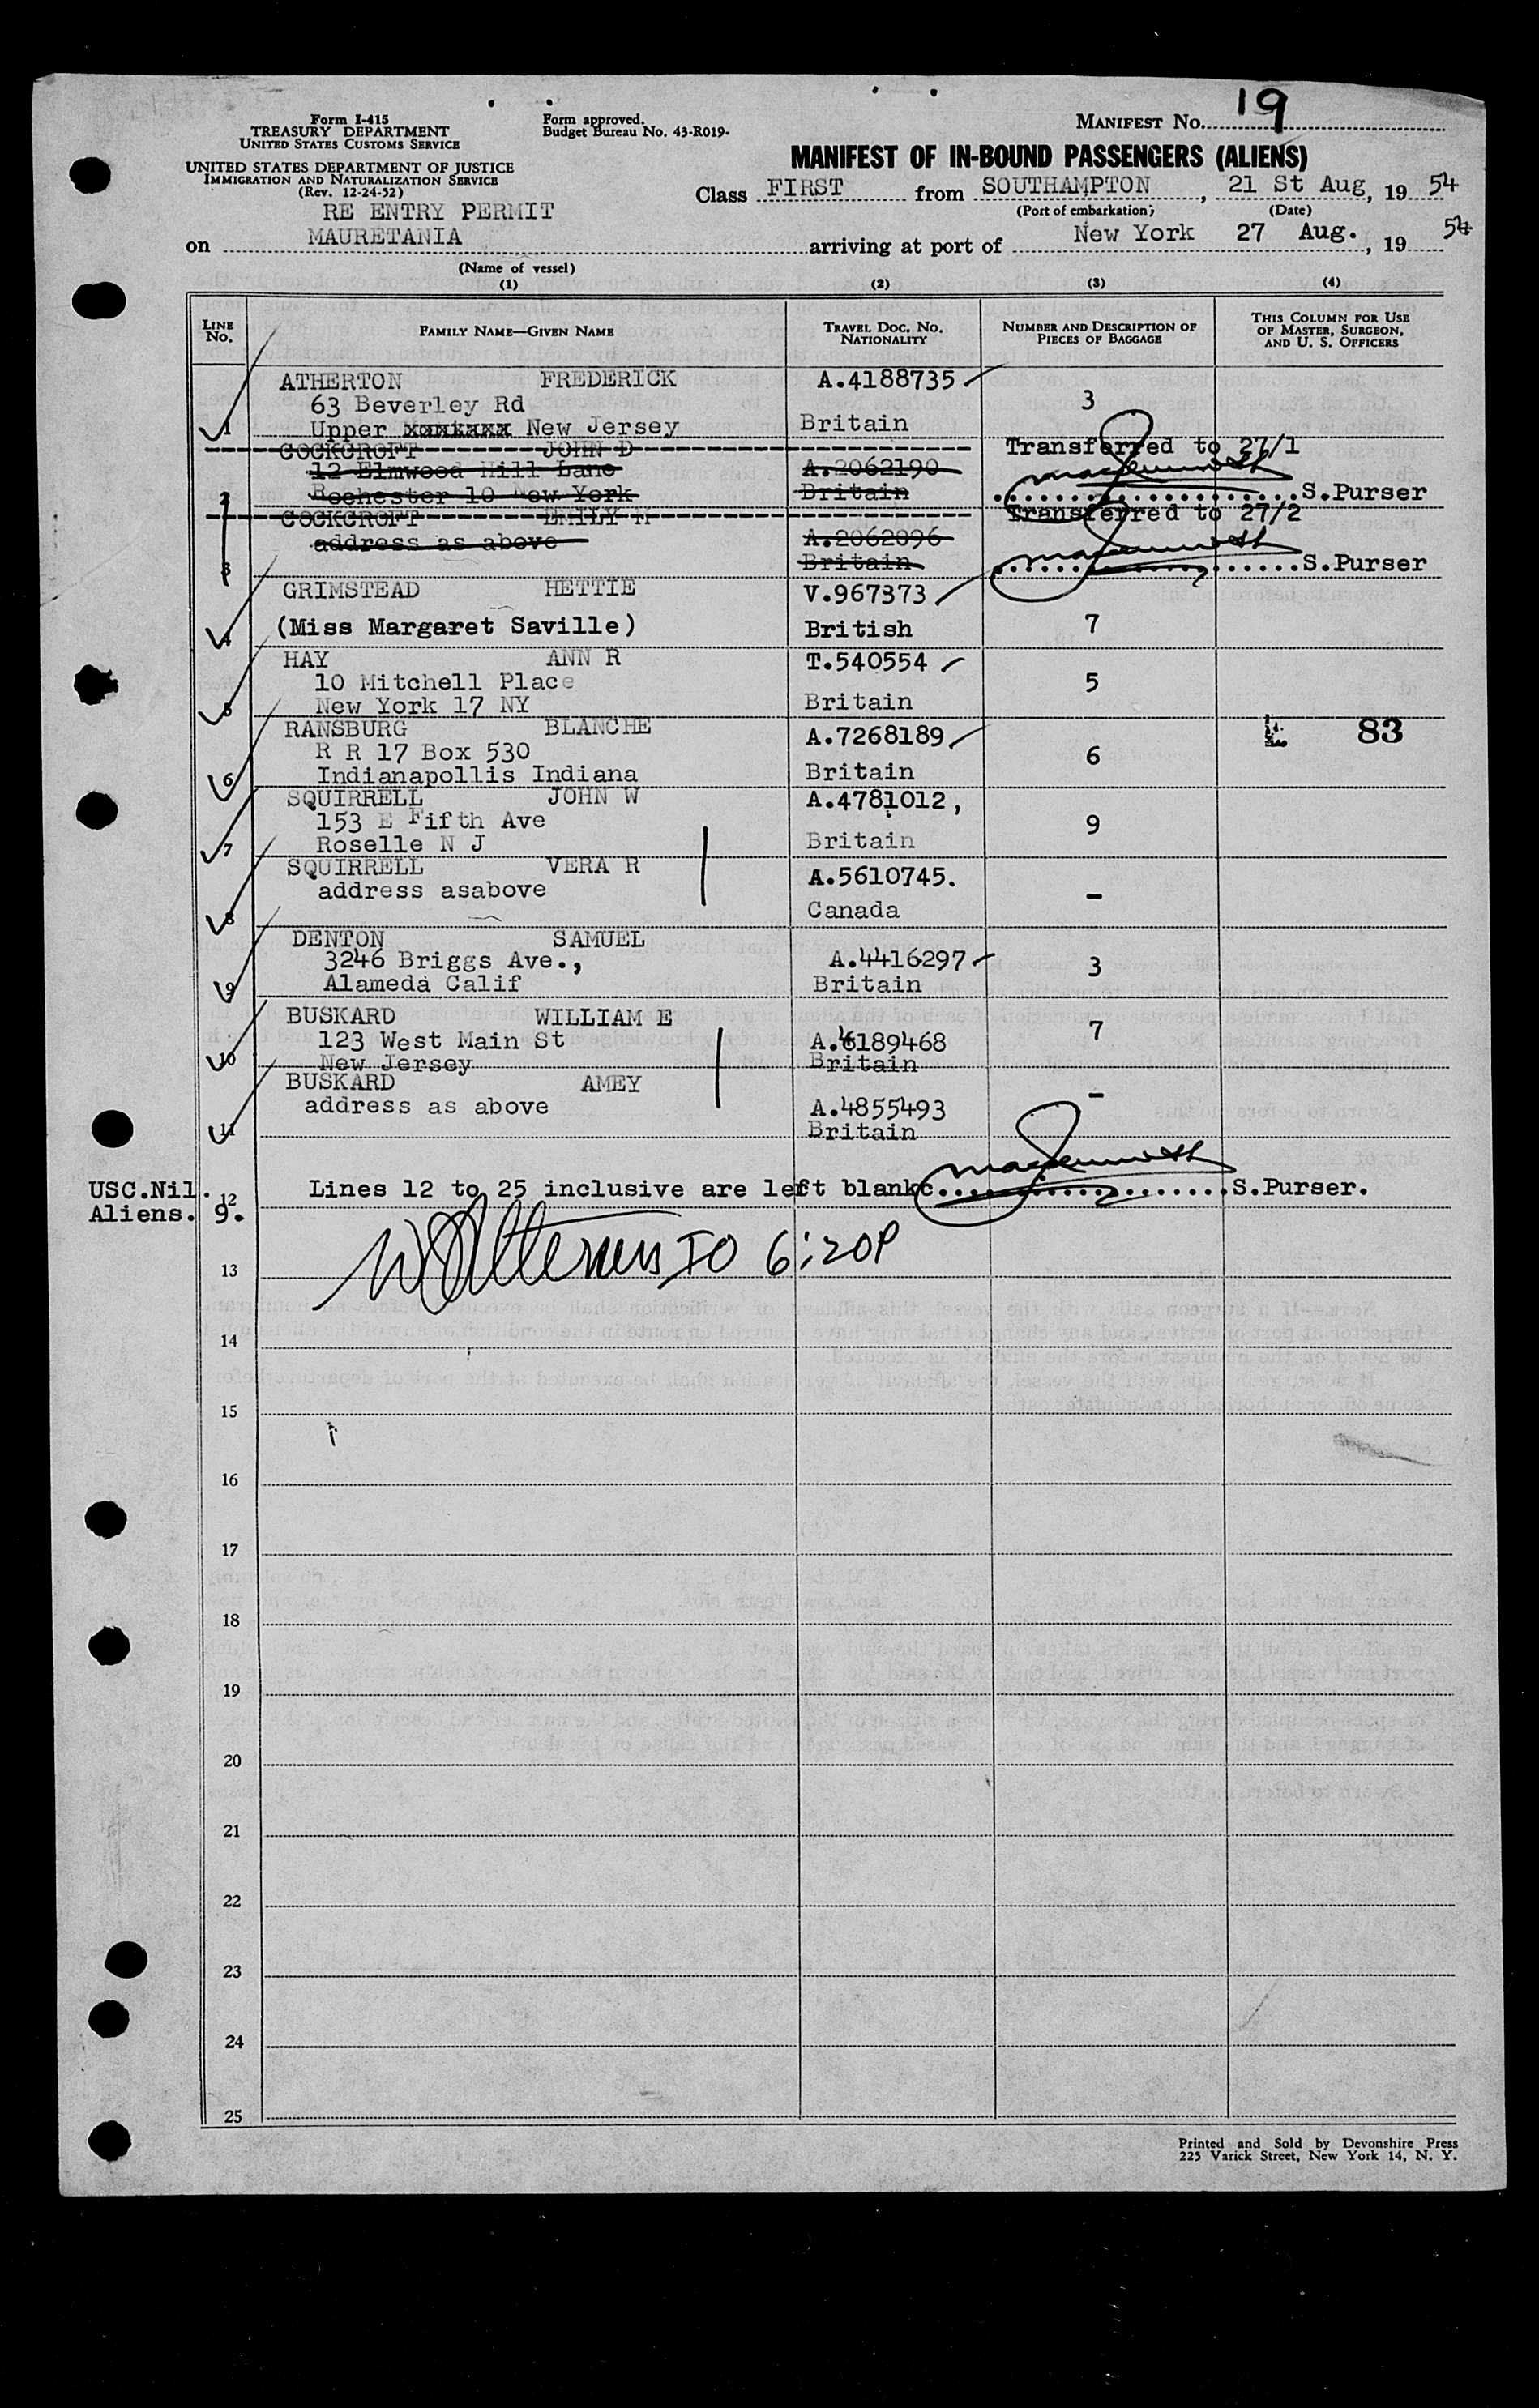 Form I-415
TREASURY DEPARTMENT
UNITED STATES CUSTOMS SERVICE
UNITED STATES DEPARTMENT OF JUSTICE
IMMIGRATION AND NATURALIZATION SERVICE
(Rev. 12-24-52)
Form approved.
Budget Bureau No. 43-R019-
MANIFEST NO. 19
MANIFEST OF IN-BOUND PASSENGERS (ALIENS)
Class FIRST from SOUTHAMPTON, 21 St Aug, 19 54
(Port of embarkation) (Date)
RE ENTRY PERMIT
on MAURETANIA arriving at port of New York 27 Aug., 19 54
(Name of vessel)
(1) (2) (3) (4)
LINE NO. FAMILY NAME—GIVEN NAME TRAVEL DOC. NO. NATIONALITY NUMBER AND DESCRIPTION OF PIECES OF BAGGAGE THIS COLUMN FOR USE OF MASTER, SURGEON, AND U. S. OFFICERS
ATHERTON FREDERICK A.4188735
63 Beverley Rd 3
1 Upper New Jersey Britain
COCKCROFT JOHN D Transferred to 27/1
12 Elmwood Hill Lane A.2062190
2 Rochester 10 New York Britain S.Purser
COCKCROFT EMILY M Transferred to 27/2
address as above A.2062096
3 Britain S.Purser
GRIMSTEAD HETTIE V.967373
4 (Miss Margaret Saville) British 7
HAY ANN R T.540554
10 Mitchell Place 5
5 New York 17 NY Britain
RANSBURG BLANCHE A.7268189 83
R R 17 Box 530 6
6 Indianapollis Indiana Britain
SQUIRRELL JOHN W A.4781012,
153 E Fifth Ave 9
7 Roselle N J Britain
SQUIRRELL VERA R A.5610745.
address asabove -
8 Canada
DENTON SAMUEL
3246 Briggs Ave., A.4416297 3
9 Alameda Calif Britain
BUSKARD WILLIAM E 7
123 West Main St A.6189468
10 New Jersey Britain
BUSKARD AMEY -
address as above A.4855493
11 Britain
USC.Nil. 12 Lines 12 to 25 inclusive are left blank S.Purser.
Aliens. 9.
IO 6:20P
13
14
15
16
17
18
19
20
21
22
23
24
25
Printed and Sold by Devonshire Press
225 Varick Street, New York 14, N. Y.